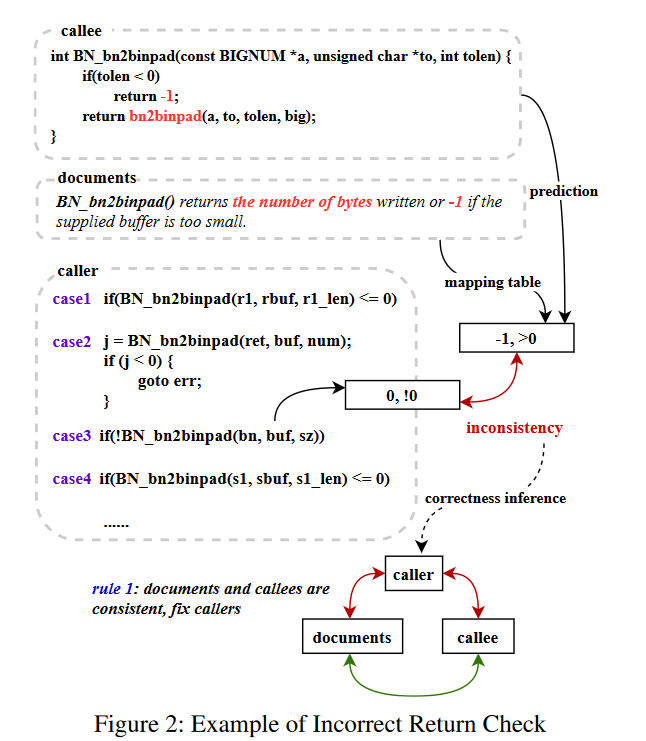 callee
int BN_bn2binpad(const BIGNUM *a, unsigned char *to, int tolen) {
if(tolen < 0)
return -1;
return bn2binpad(a, to, tolen, big);
}
documents
BN_bn2binpad() returns the number of bytes written or -1 if the
supplied buffer is too small.
prediction
mapping table
-1, >0
caller
case1 if(BN_bn2binpad(r1, rbuf, r1_len) <= 0)
case2 j = BN_bn2binpad(ret, buf, num);
if (j < 0) {
goto err;
}
0, !0
case3 if(!BN_bn2binpad(bn, buf, sz))
inconsistency
case4 if(BN_bn2binpad(s1, sbuf, s1_len) <= 0)
......
correctness inference
rule 1: documents and callees are
consistent, fix callers
caller
documents
callee
Figure 2: Example of Incorrect Return Check